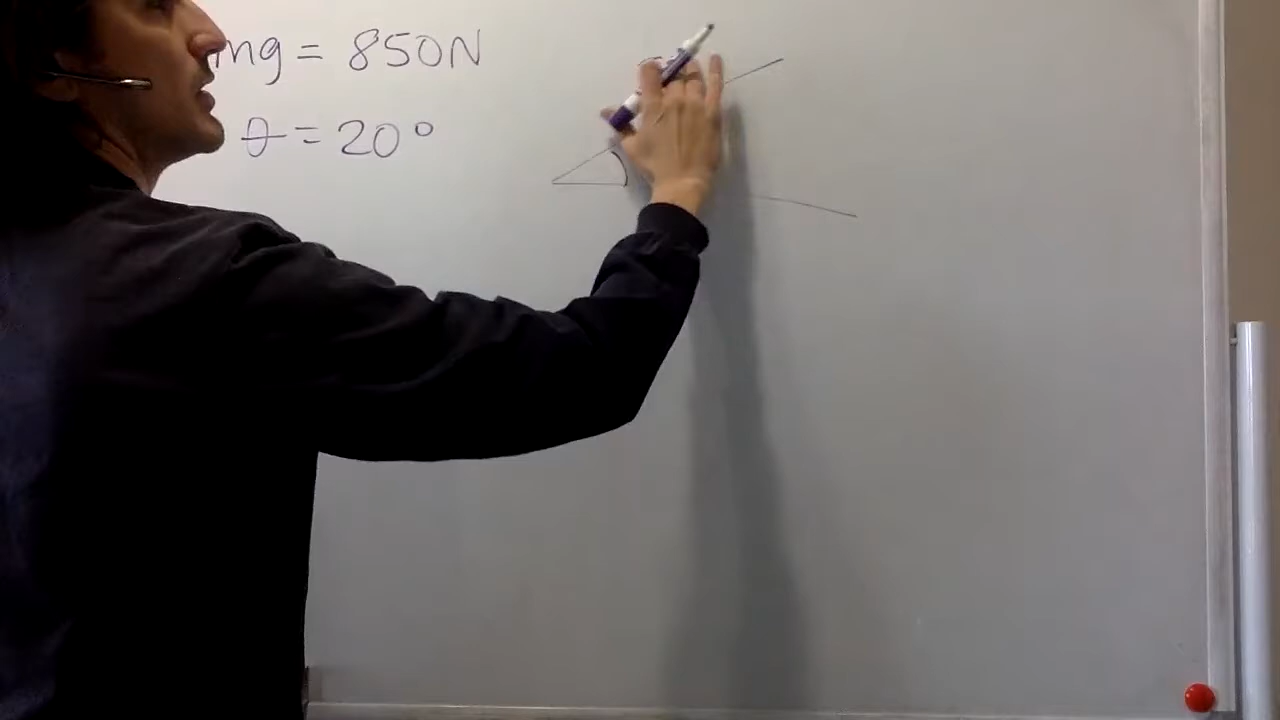 mg = 850N
θ = 20°